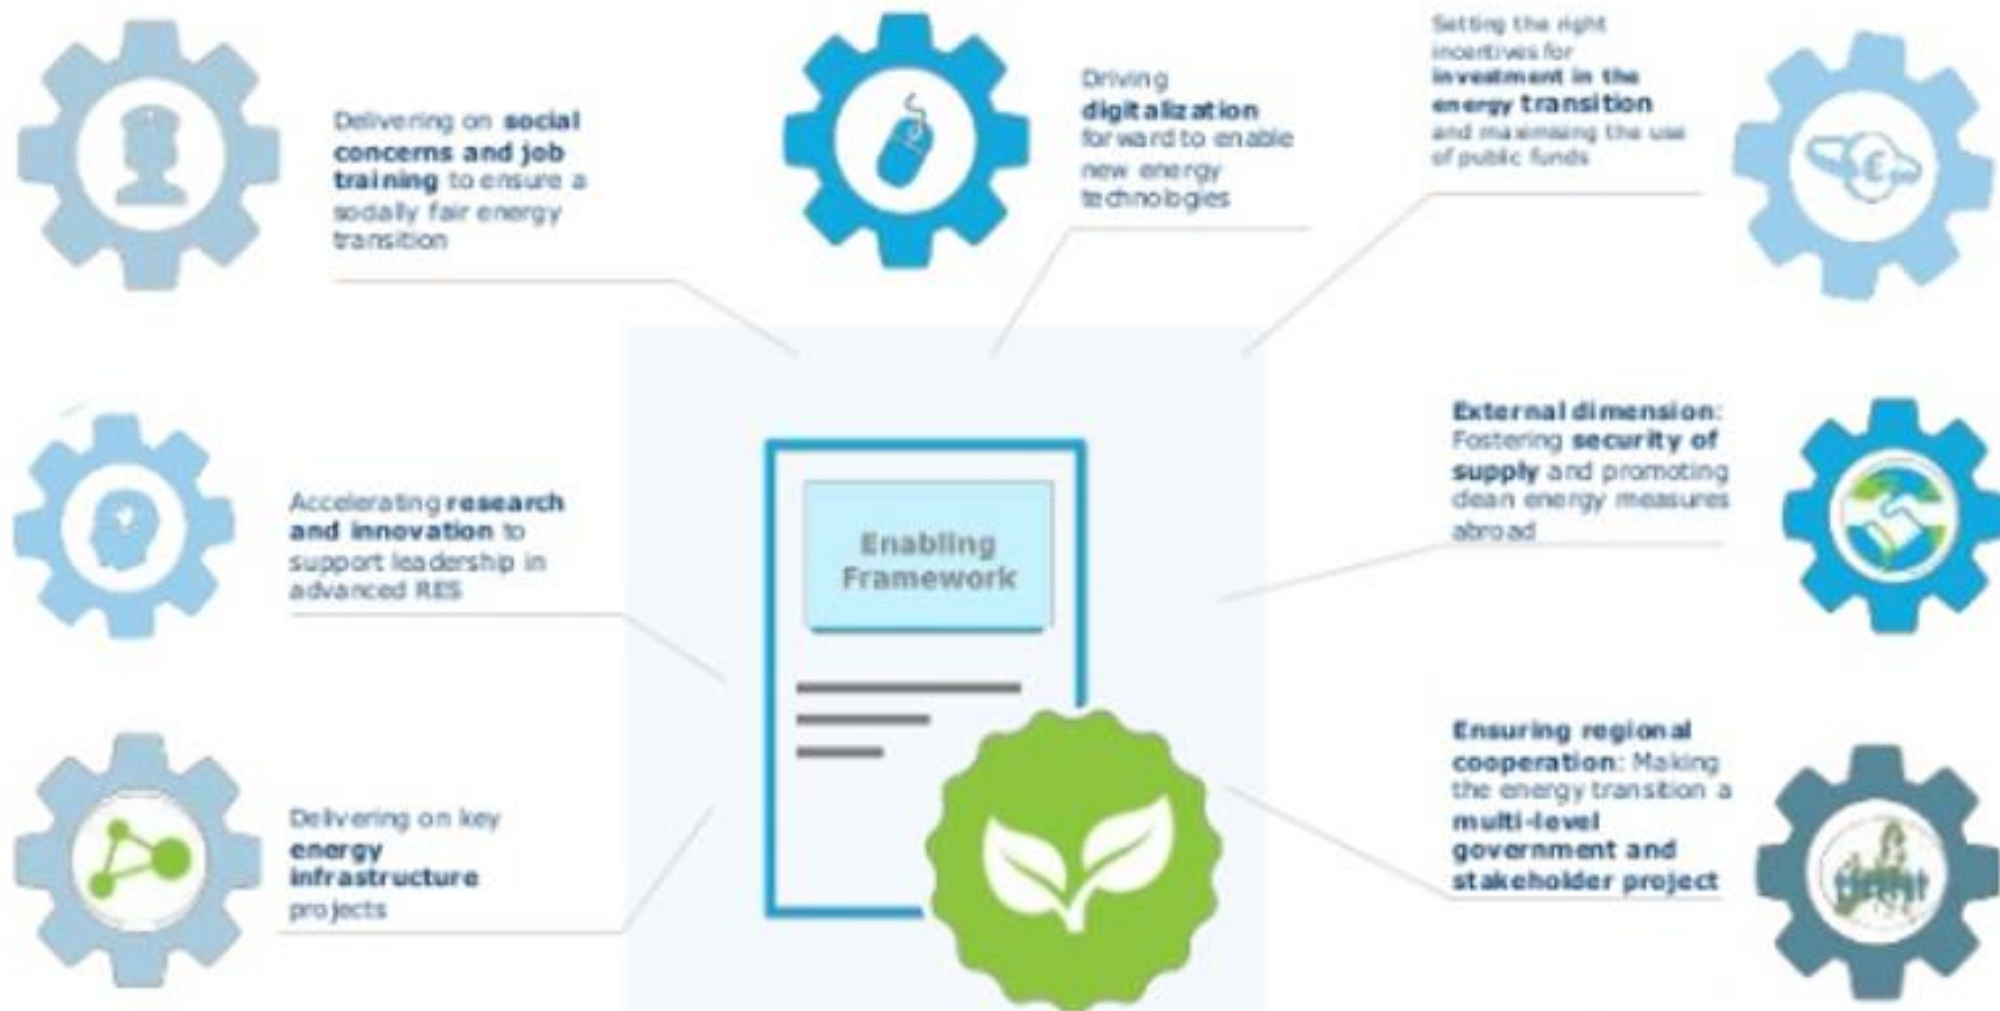 Delivering on social
concerns and job
training to ensure a
socially fair energy
transition
Driving
digitalization
forward to enable
new energy
technologies
Setting the right
incentives for
investment in the
energy transition
and maximising the use
of public funds
Accelerating research
and innovation to
support leadership in
advanced RES
Enabling
Framework
External dimension:
Fostering security of
supply and promoting
clean energy measures
abroad
Delivering on key
energy
infrastructure
projects
Ensuring regional
cooperation: Making
the energy transition a
multi-level
government and
stakeholder project